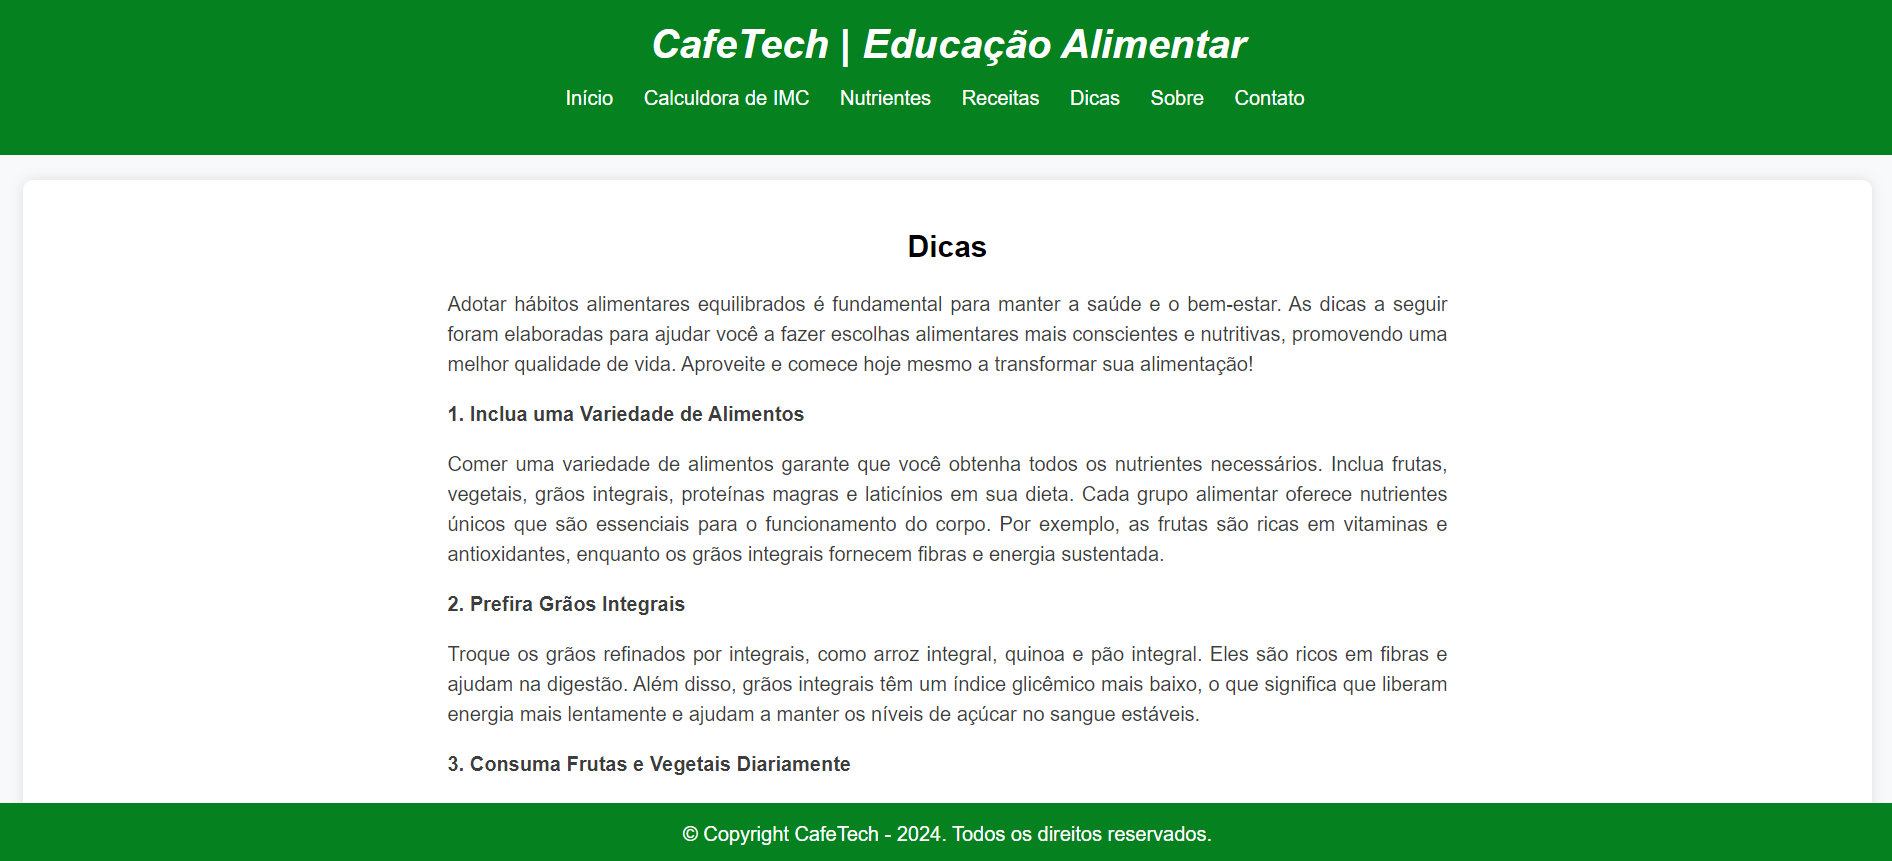 CafeTech | Educação Alimentar
Início Calculdora de IMC Nutrientes Receitas Dicas Sobre Contato
Dicas
Adotar hábitos alimentares equilibrados é fundamental para manter a saúde e o bem-estar. As dicas a seguir
foram elaboradas para ajudar você a fazer escolhas alimentares mais conscientes e nutritivas, promovendo uma
melhor qualidade de vida. Aproveite e comece hoje mesmo a transformar sua alimentação!
1. Inclua uma Variedade de Alimentos
Comer uma variedade de alimentos garante que você obtenha todos os nutrientes necessários. Inclua frutas,
vegetais, grãos integrais, proteínas magras e laticínios em sua dieta. Cada grupo alimentar oferece nutrientes
únicos que são essenciais para o funcionamento do corpo. Por exemplo, as frutas são ricas em vitaminas e
antioxidantes, enquanto os grãos integrais fornecem fibras e energia sustentada.
2. Prefira Grãos Integrais
Troque os grãos refinados por integrais, como arroz integral, quinoa e pão integral. Eles são ricos em fibras e
ajudam na digestão. Além disso, grãos integrais têm um índice glicêmico mais baixo, o que significa que liberam
energia mais lentamente e ajudam a manter os níveis de açúcar no sangue estáveis.
3. Consuma Frutas e Vegetais Diariamente
© Copyright CafeTech - 2024. Todos os direitos reservados.